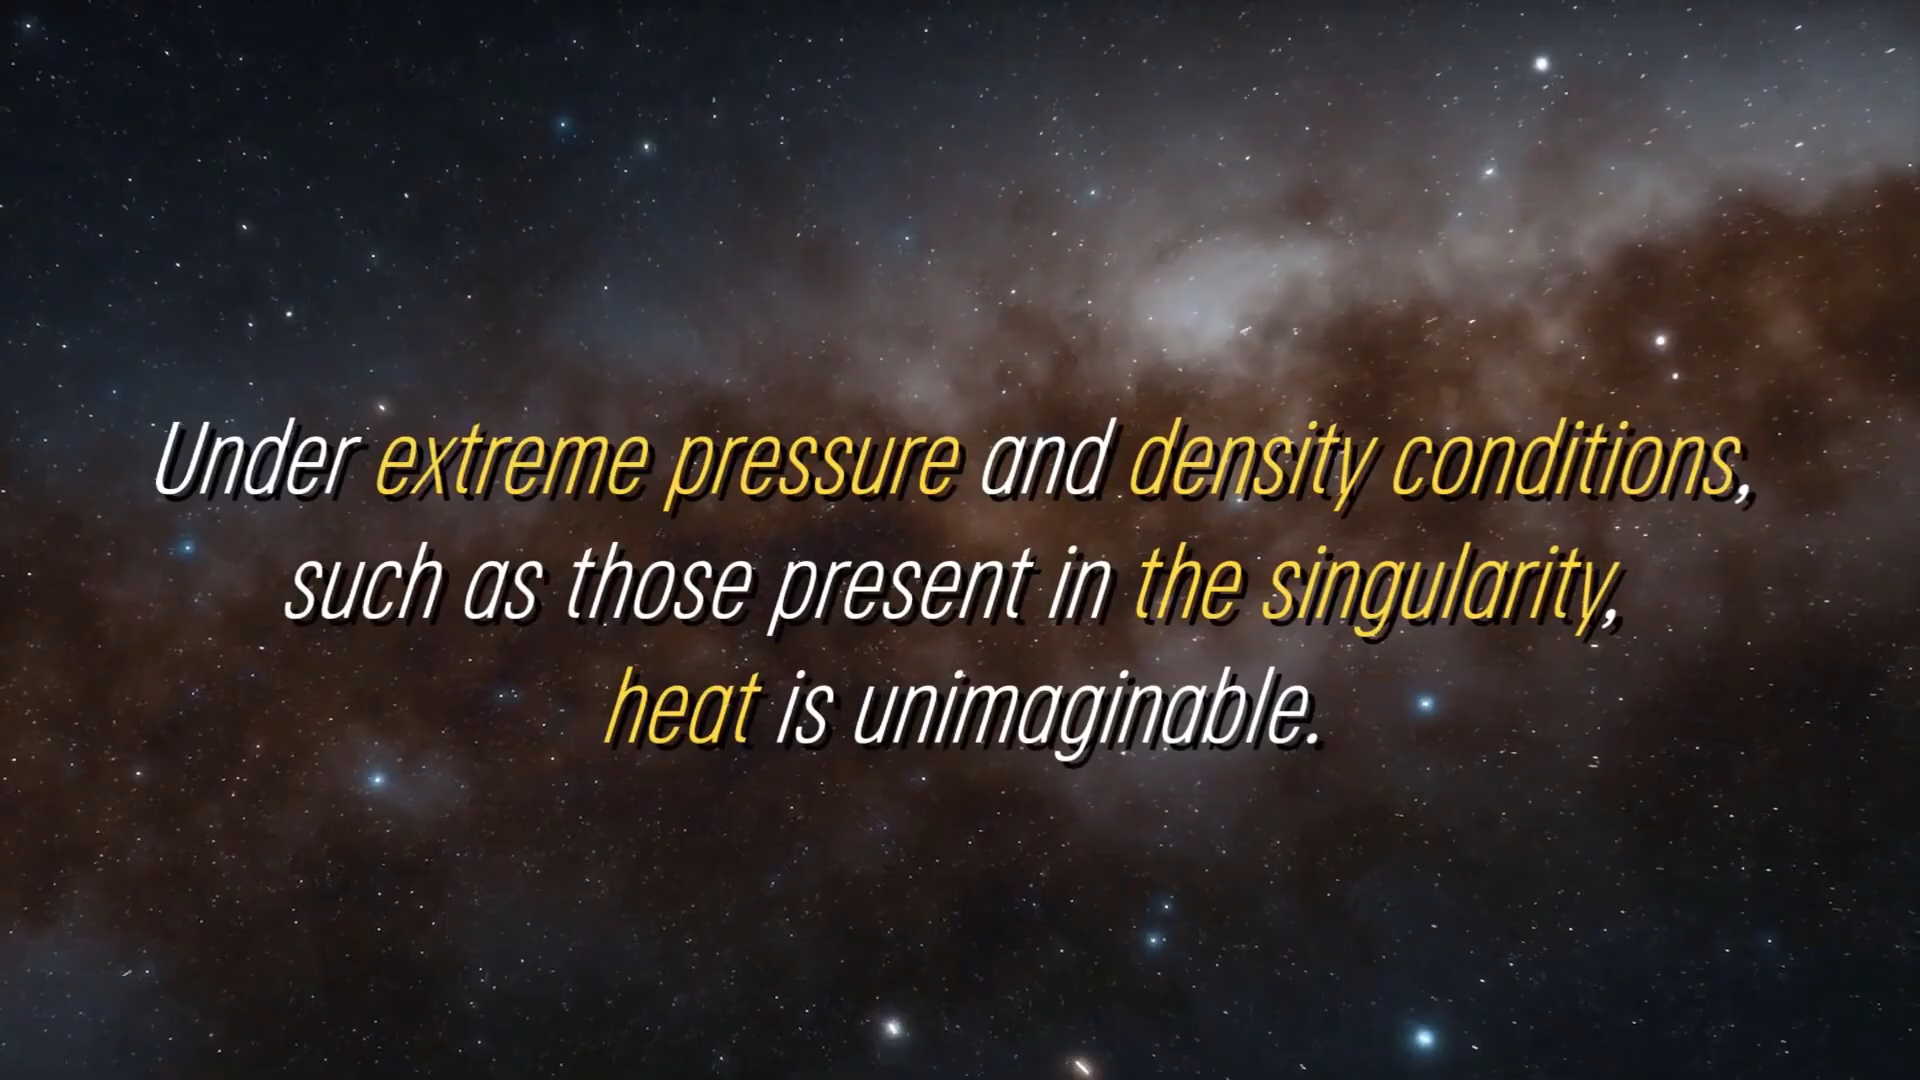 Under extreme pressure and density conditions,
such as those present in the singularity,
heat is unimaginable.